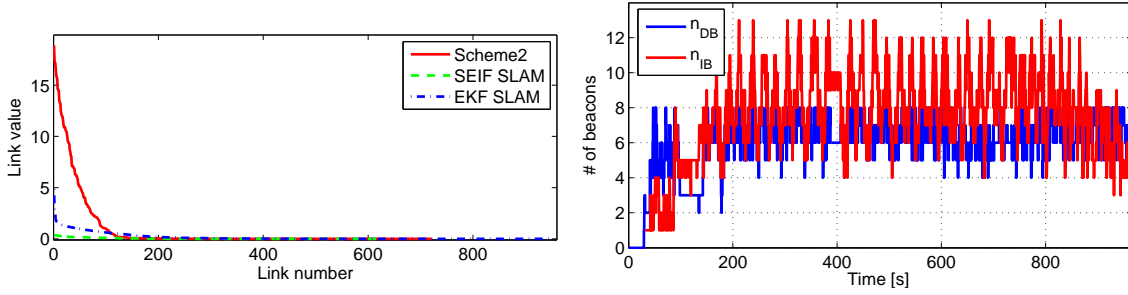 15
10
5
0
Link value
0
200
400
600
800
Link number
Scheme2
SEIF SLAM
EKF SLAM
14
12
10
8
6
4
2
0
# of beacons
0
200
400
600
800
Time [s]
n_DB
n_IB